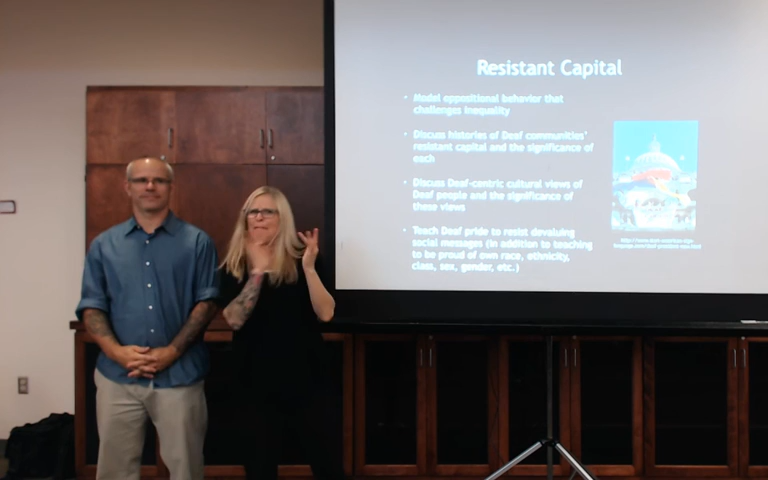 Resistant Capital
• Model oppositional behavior that
challenges inequality
• Discuss histories of Deaf communities'
resistant capital and the significance of
each
• Discuss Deaf-centric cultural views of
Deaf people and the significance of
these views
• Teach Deaf pride to resist devaluing
social messages (in addition to teaching
to be proud of own race, ethnicity,
class, sex, gender, etc.)